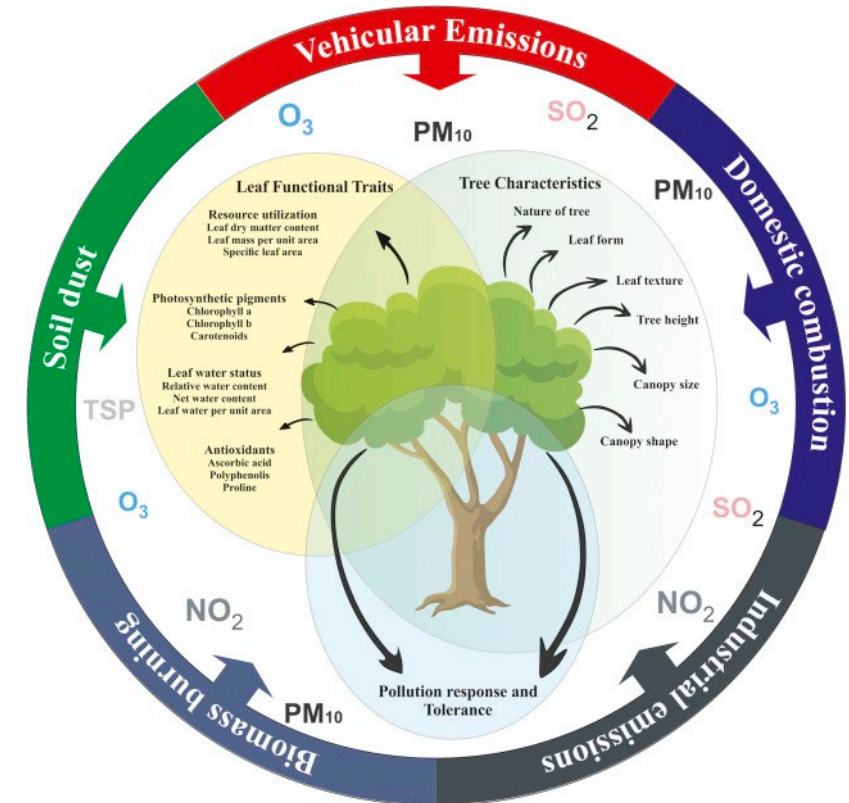 Vehicular Emissions
Domestic combustion
Industrial emissions
Biomass burning
Soil dust
O3
PM10
SO2
PM10
O3
SO2
NO2
PM10
NO2
O3
TSP
Leaf Functional Traits
Resource utilization
Leaf dry matter content
Leaf mass per unit area
Specific leaf area
Photosynthetic pigments
Chlorophyll a
Chlorophyll b
Carotenoids
Leaf water status
Relative water content
Net water content
Leaf water per unit area
Antioxidants
Ascorbic acid
Polyphenolis
Proline
Tree Characteristics
Nature of tree
Leaf form
Leaf texture
Tree height
Canopy size
Canopy shape
Pollution response and
Tolerance